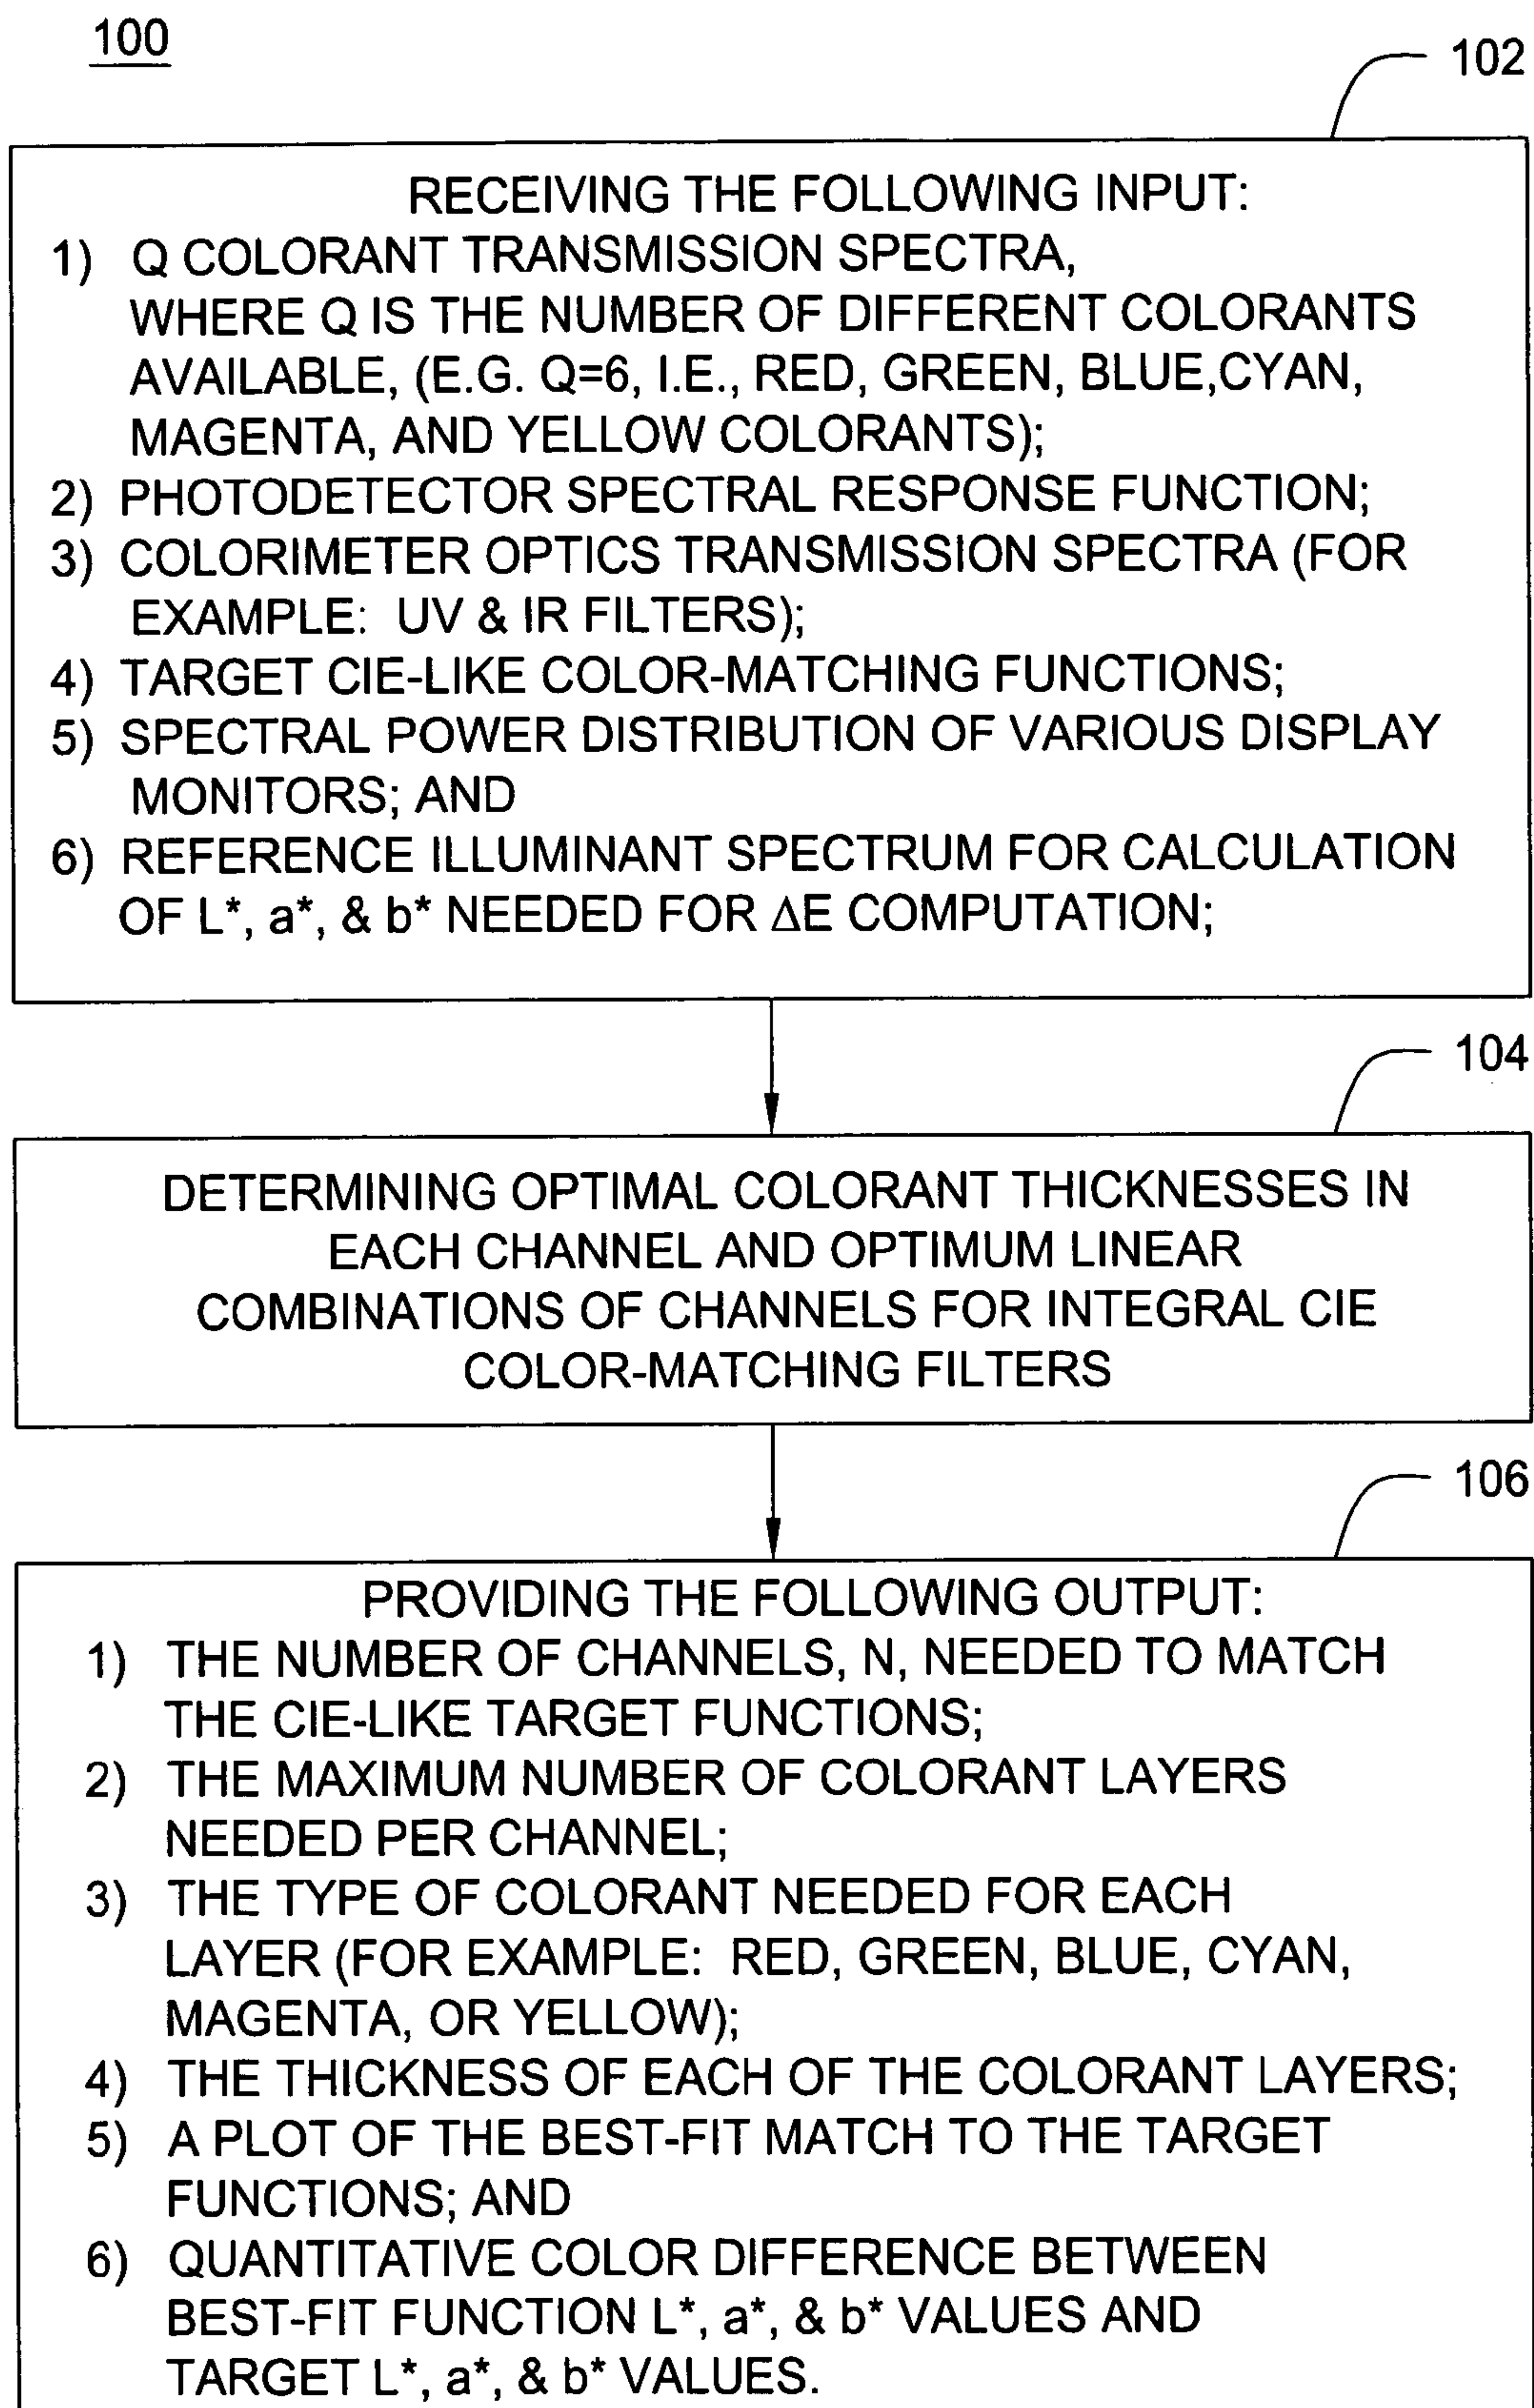 100
102
RECEIVING THE FOLLOWING INPUT:
1) Q COLORANT TRANSMISSION SPECTRA,
WHERE Q IS THE NUMBER OF DIFFERENT COLORANTS
AVAILABLE, (E.G. Q=6, I.E., RED, GREEN, BLUE,CYAN,
MAGENTA, AND YELLOW COLORANTS);
2) PHOTODETECTOR SPECTRAL RESPONSE FUNCTION;
3) COLORIMETER OPTICS TRANSMISSION SPECTRA (FOR
EXAMPLE: UV & IR FILTERS);
4) TARGET CIE-LIKE COLOR-MATCHING FUNCTIONS;
5) SPECTRAL POWER DISTRIBUTION OF VARIOUS DISPLAY
MONITORS; AND
6) REFERENCE ILLUMINANT SPECTRUM FOR CALCULATION
OF L*, a*, & b* NEEDED FOR ΔE COMPUTATION;
104
DETERMINING OPTIMAL COLORANT THICKNESSES IN
EACH CHANNEL AND OPTIMUM LINEAR
COMBINATIONS OF CHANNELS FOR INTEGRAL CIE
COLOR-MATCHING FILTERS
106
PROVIDING THE FOLLOWING OUTPUT:
1) THE NUMBER OF CHANNELS, N, NEEDED TO MATCH
THE CIE-LIKE TARGET FUNCTIONS;
2) THE MAXIMUM NUMBER OF COLORANT LAYERS
NEEDED PER CHANNEL;
3) THE TYPE OF COLORANT NEEDED FOR EACH
LAYER (FOR EXAMPLE: RED, GREEN, BLUE, CYAN,
MAGENTA, OR YELLOW);
4) THE THICKNESS OF EACH OF THE COLORANT LAYERS;
5) A PLOT OF THE BEST-FIT MATCH TO THE TARGET
FUNCTIONS; AND
6) QUANTITATIVE COLOR DIFFERENCE BETWEEN
BEST-FIT FUNCTION L*, a*, & b* VALUES AND
TARGET L*, a*, & b* VALUES.